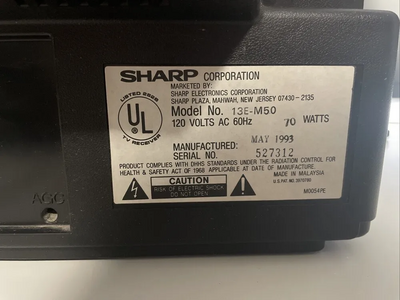 SHARP CORPORATION
MARKETED BY:
SHARP ELECTRONICS CORPORATION
SHARP PLAZA, MAHWAH, NEW JERSEY 07430-2135
LISTED 292B
UL
TV RECEIVER
Model No. 13E-M50
120 VOLTS AC 60Hz 70 WATTS
MANUFACTURED: MAY 1993
SERIAL NO. 527312
PRODUCT COMPLIES WITH DHHS STANDARDS UNDER THE RADIATION CONTROL FOR
HEALTH & SAFETY ACT OF 1968 APPLICABLE AT DATE OF MANUFACTURE.
CAUTION
RISK OF ELECTRIC SHOCK
DO NOT OPEN
MADE IN MALAYSIA
M0054PE
AGC